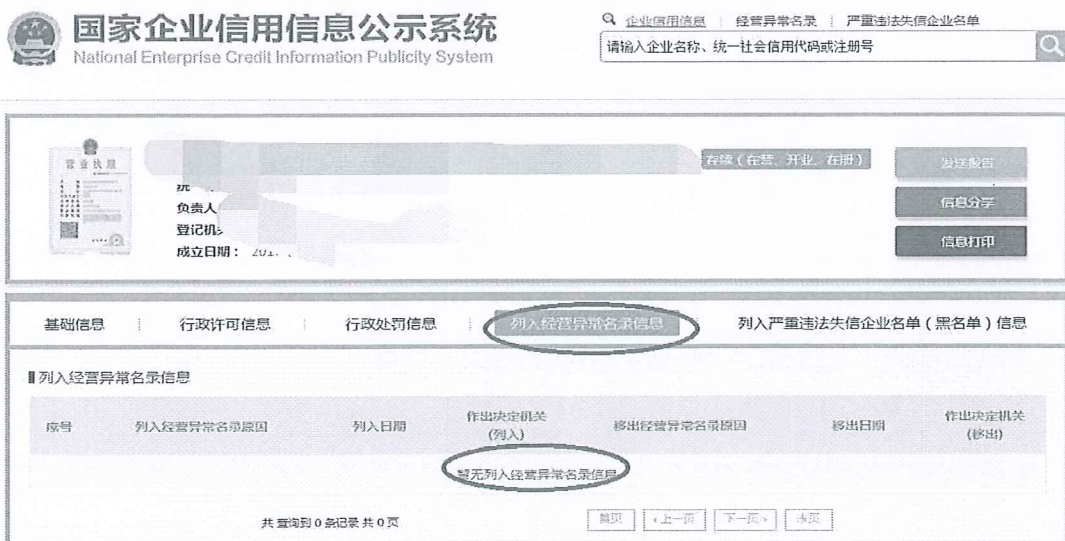 国家企业信用信息公示系统
National Enterprise Credit Information Publicity System
企业信用信息 | 经营异常名录 | 严重违法失信企业名单
请输入企业名称、统一社会信用代码或注册号
营业执照
存续（在营、开业、在册）
发送报告
信息分享
信息打印
负责人
登记机
成立日期：
基础信息 行政许可信息 行政处罚信息 列入经营异常名录信息 列入严重违法失信企业名单（黑名单）信息
列入经营异常名录信息
序号 列入经营异常名录原因 列入日期 作出决定机关(列入) 移出经营异常名录原因 移出日期 作出决定机关(移出)
暂无列入经营异常名录信息
共 查询到 0 条记录 共 0 页
首页 ‹上一页 下一页› 末页